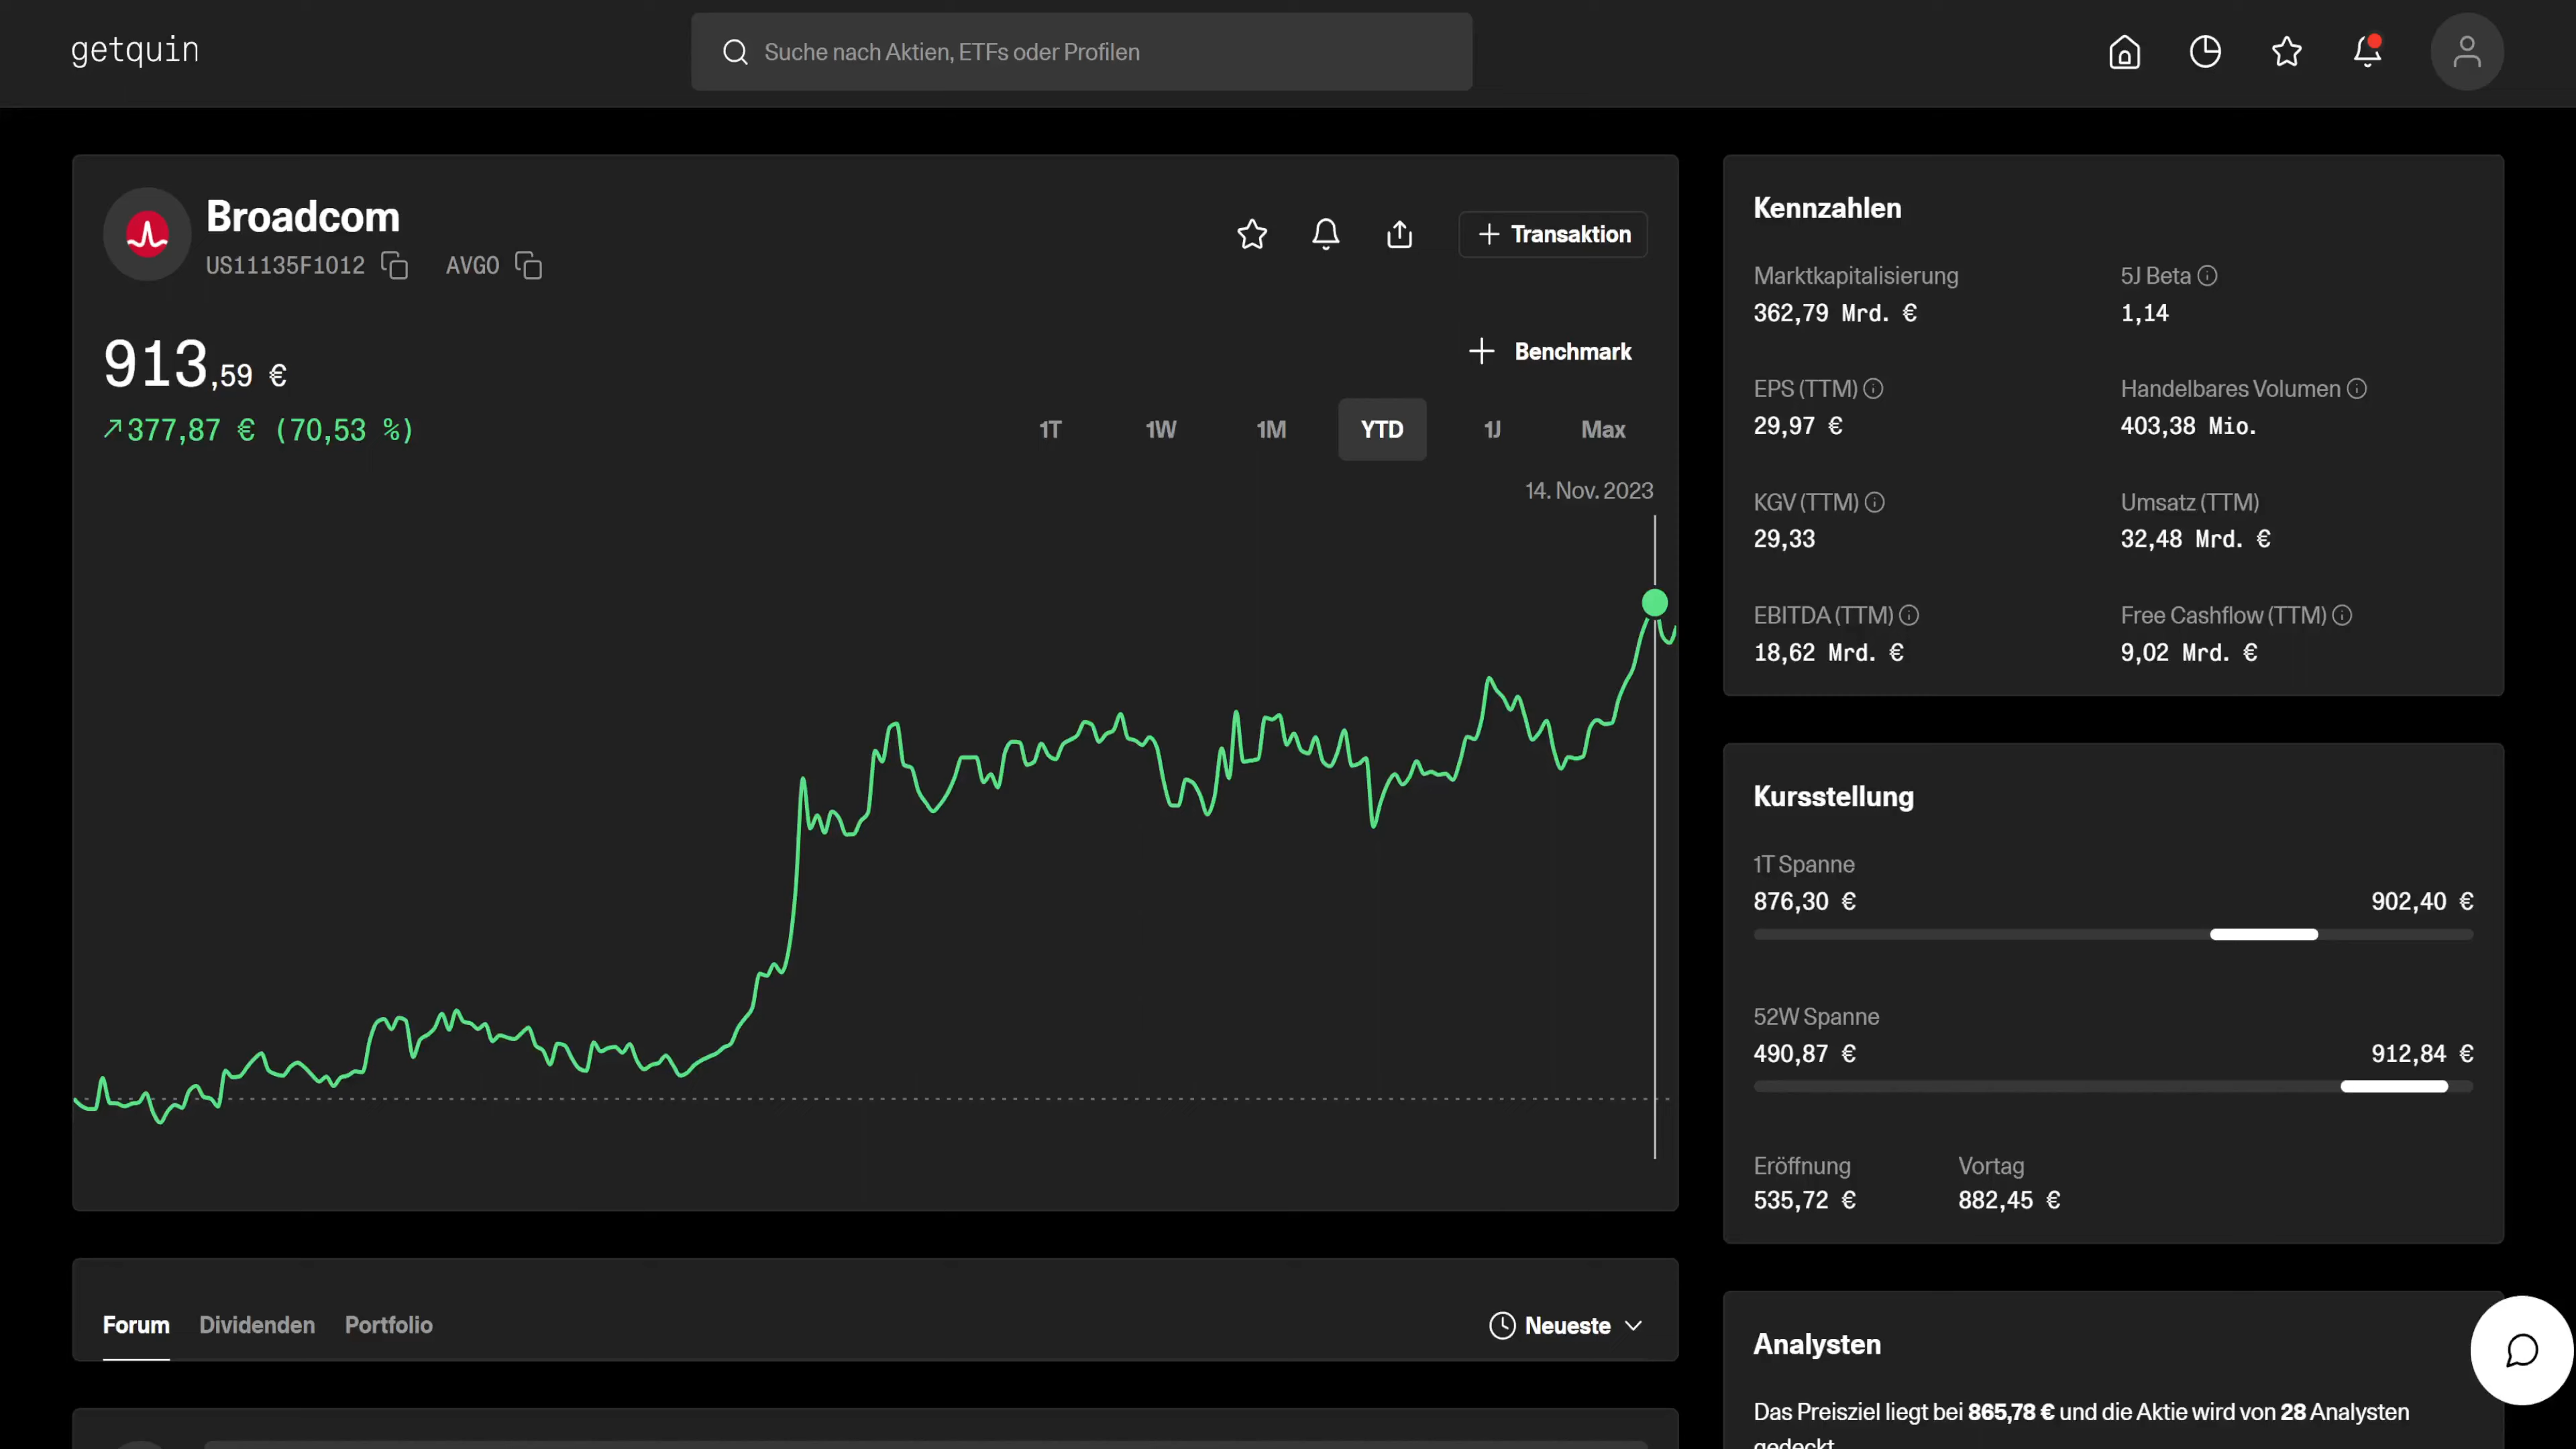 getquin
Suche nach Aktien, ETFs oder Profilen
Broadcom
US11135F1012 AVGO
Transaktion
913,59 €
Benchmark
↗377,87 € (70,53 %)
1T 1W 1M YTD 1J Max
14. Nov. 2023
Forum Dividenden Portfolio
Neueste
Kennzahlen
Marktkapitalisierung 5J Beta
362,79 Mrd. € 1,14
EPS (TTM) Handelbares Volumen
29,97 € 403,38 Mio.
KGV (TTM) Umsatz (TTM)
29,33 32,48 Mrd. €
EBITDA (TTM) Free Cashflow (TTM)
18,62 Mrd. € 9,02 Mrd. €
Kursstellung
1T Spanne
876,30 € 902,40 €
52W Spanne
490,87 € 912,84 €
Eröffnung Vortag
535,72 € 882,45 €
Analysten
Das Preisziel liegt bei 865,78 € und die Aktie wird von 28 Analysten
gedeckt